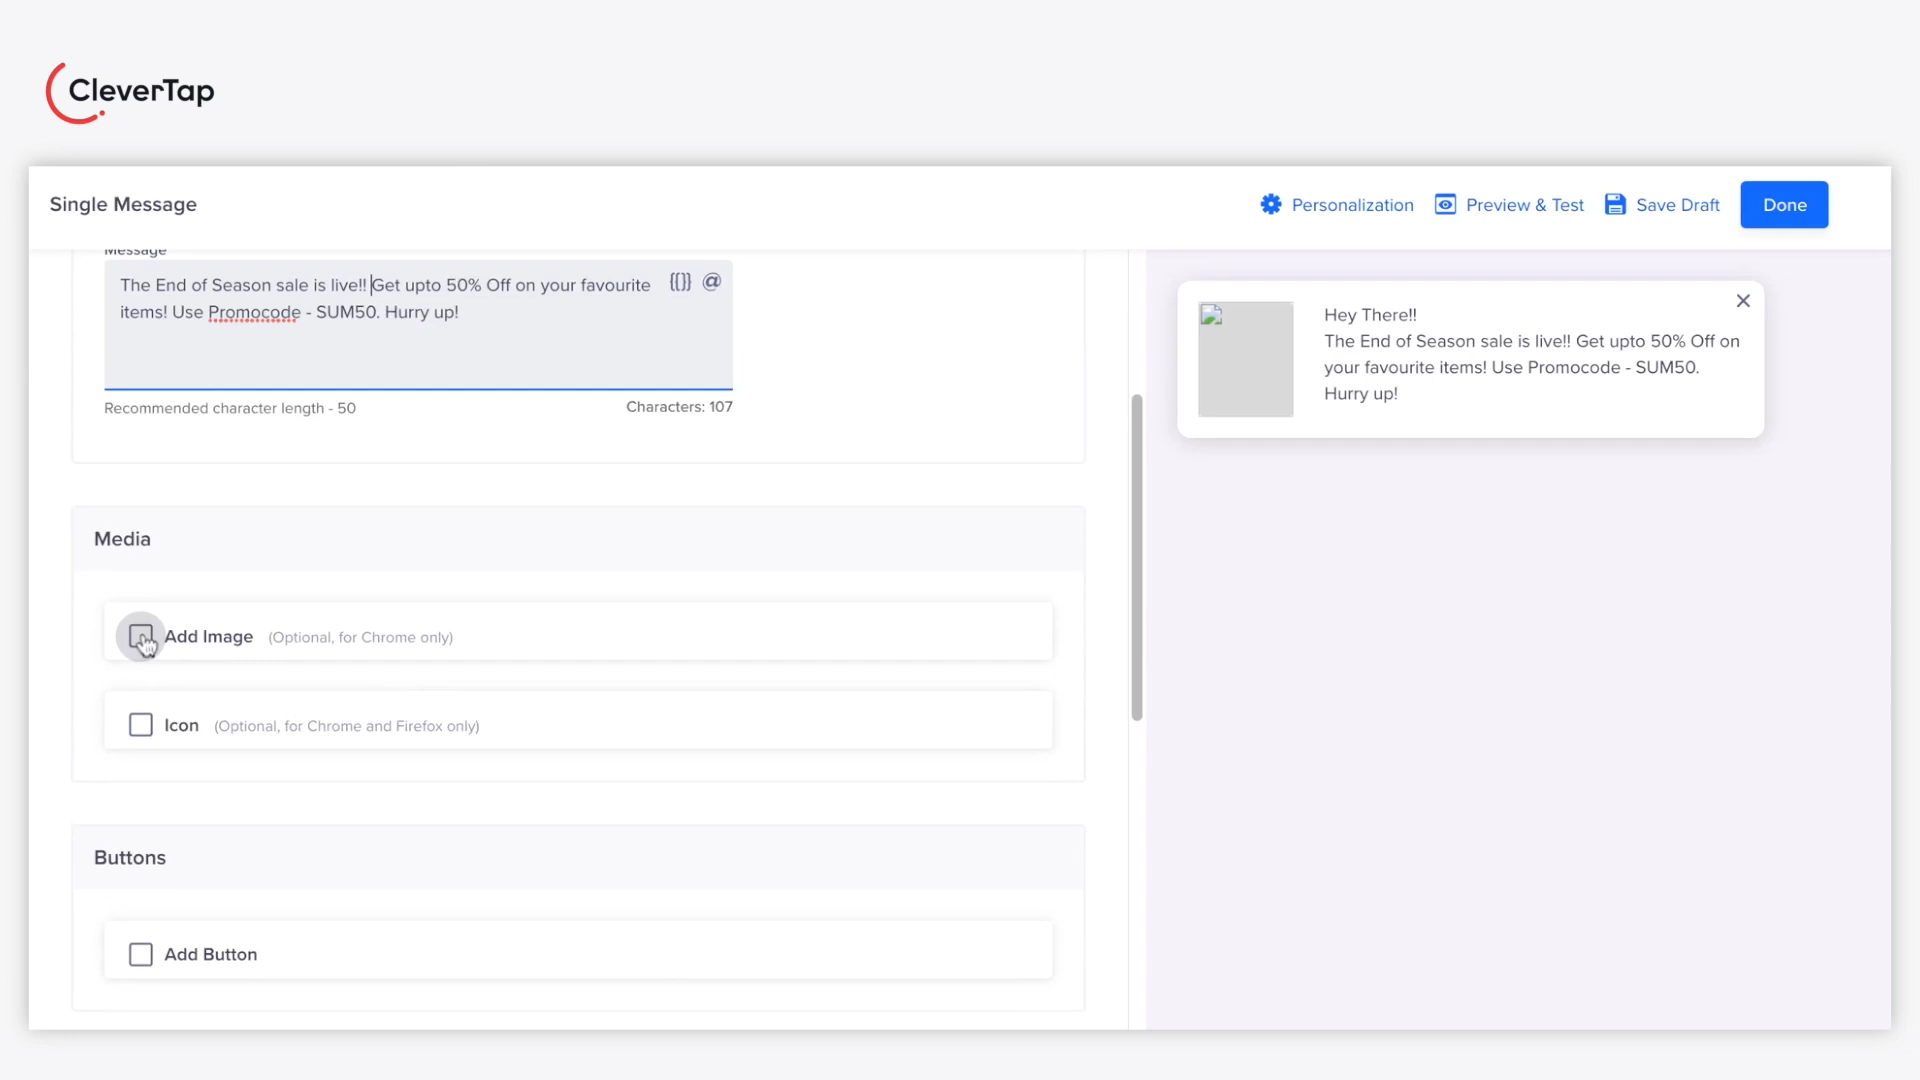 CleverTap
Single Message
Personalization
Preview & Test
Save Draft
Done
Message
The End of Season sale is live!! Get upto 50% Off on your favourite
items! Use Promocode - SUM50. Hurry up!
{{}} @
Recommended character length - 50
Characters: 107
Media
Add Image (Optional, for Chrome only)
Icon (Optional, for Chrome and Firefox only)
Buttons
Add Button
Hey There!!
The End of Season sale is live!! Get upto 50% Off on
your favourite items! Use Promocode - SUM50.
Hurry up!